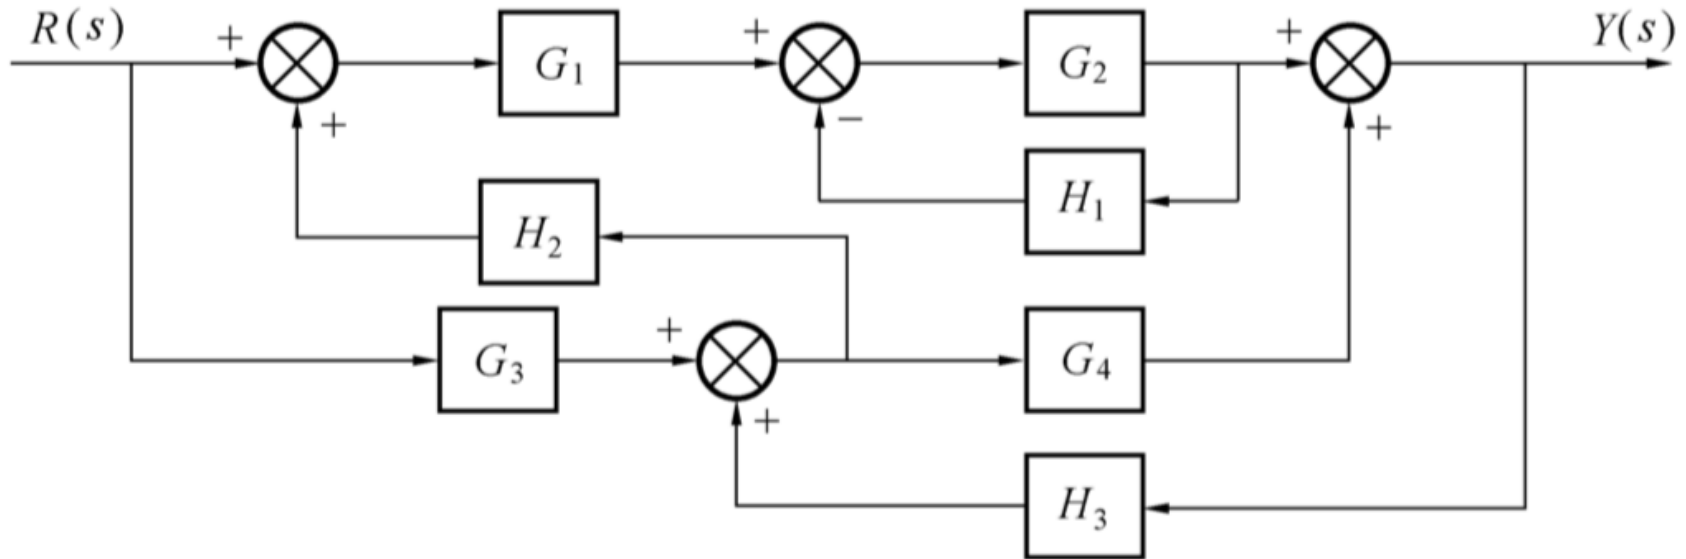 R(s)
+
G1
+
G2
+
Y(s)
+
−
+
H1
H2
G3
+
G4
+
H3